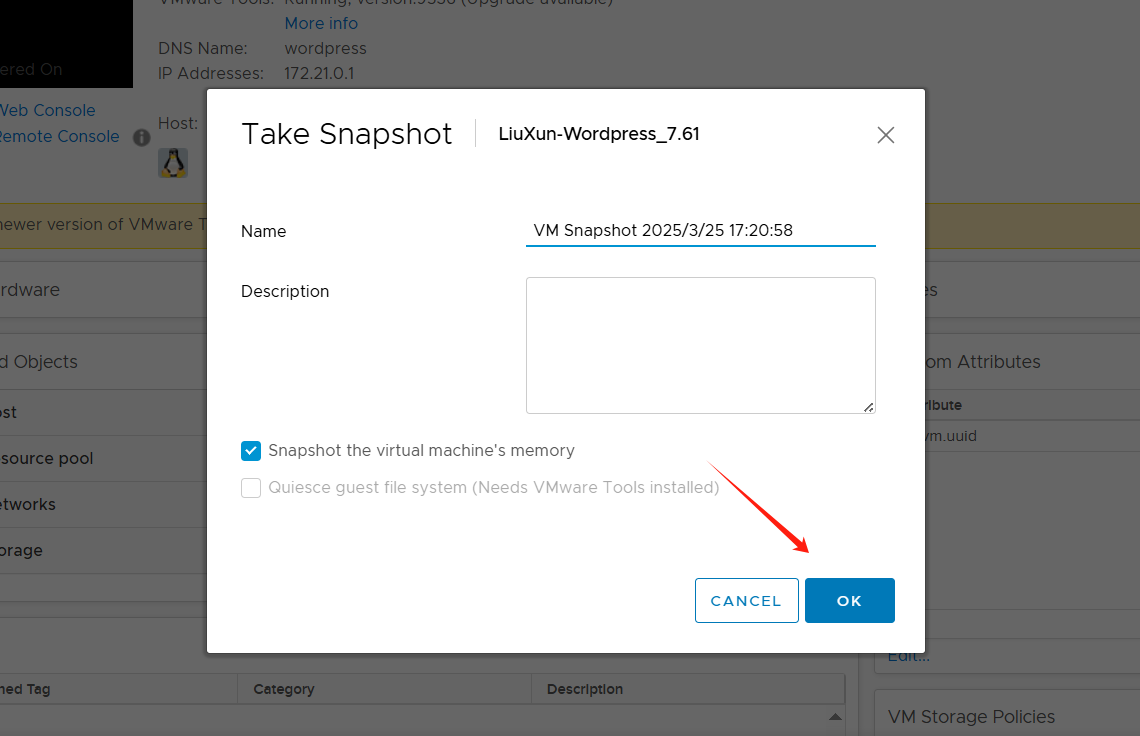 VMware Tools: Running, version:9538 (Upgrade available)
More info
DNS Name: wordpress
ered On
IP Addresses: 172.21.0.1
Web Console
Remote Console
Host:
Take Snapshot LiuXun-Wordpress_7.61
newer version of VMware T
Name VM Snapshot 2025/3/25 17:20:58
rdware
es
Description
d Objects
om Attributes
ost
ribute
vm.uuid
Snapshot the virtual machine's memory
source pool
Quiesce guest file system (Needs VMware Tools installed)
etworks
orage
CANCEL OK
Edit...
ned Tag Category Description
VM Storage Policies